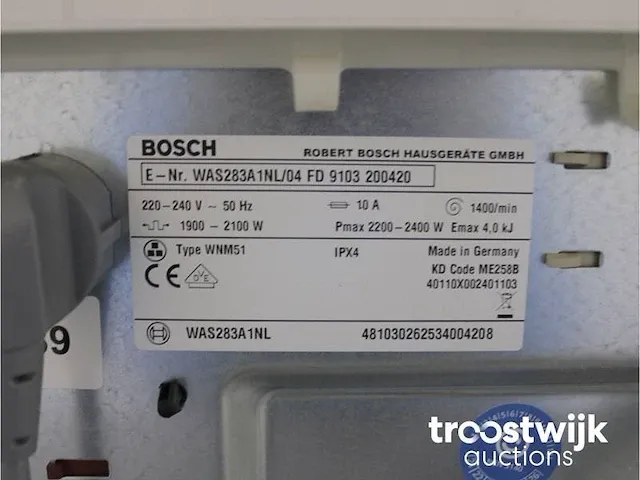 BOSCH
ROBERT BOSCH HAUSGERÄTE GMBH
E-Nr. WAS283A1NL/04 FD 9103 200420
220-240 V ~ 50 Hz 10 A 1400/min
1900 - 2100 W Pmax 2200-2400 W Emax 4,0 kJ
Type WNM51 IPX4 Made in Germany
KD Code ME258B
40110X002401103
CE DVE
WAS283A1NL 481030262534004208
39
troostwijk
auctions